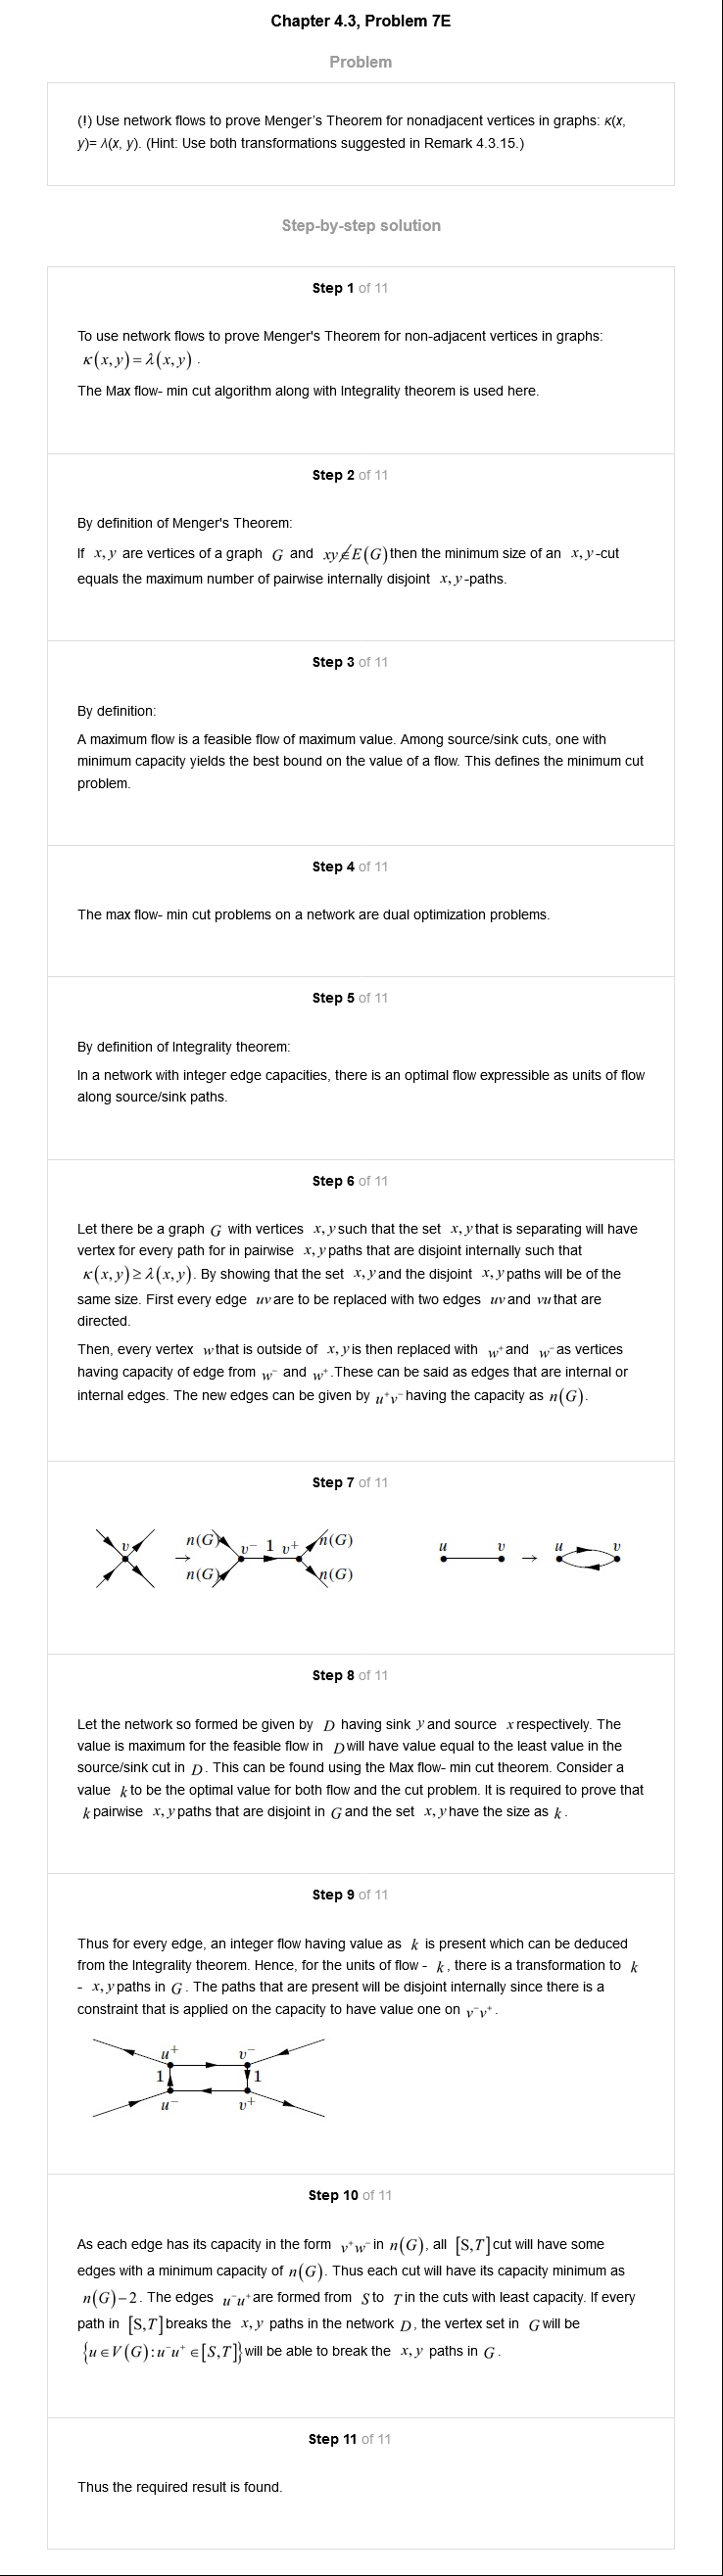 Chapter 4.3, Problem 7E
Problem
(!) Use network flows to prove Menger's Theorem for nonadjacent vertices in graphs: κ(x,
y)= λ(x, y). (Hint: Use both transformations suggested in Remark 4.3.15.)
Step-by-step solution
Step 1 of 11
To use network flows to prove Menger's Theorem for non-adjacent vertices in graphs:
κ(x,y)=λ(x,y) .
The Max flow- min cut algorithm along with Integrality theorem is used here.
Step 2 of 11
By definition of Menger's Theorem:
If x,y are vertices of a graph G and xy∉E(G) then the minimum size of an x,y-cut
equals the maximum number of pairwise internally disjoint x,y-paths.
Step 3 of 11
By definition:
A maximum flow is a feasible flow of maximum value. Among source/sink cuts, one with
minimum capacity yields the best bound on the value of a flow. This defines the minimum cut
problem.
Step 4 of 11
The max flow- min cut problems on a network are dual optimization problems.
Step 5 of 11
By definition of Integrality theorem:
In a network with integer edge capacities, there is an optimal flow expressible as units of flow
along source/sink paths.
Step 6 of 11
Let there be a graph G with vertices x,y such that the set x,y that is separating will have
vertex for every path for in pairwise x,y paths that are disjoint internally such that
κ(x,y)≥λ(x,y). By showing that the set x,y and the disjoint x,y paths will be of the
same size. First every edge uv are to be replaced with two edges uv and vu that are
directed.
Then, every vertex w that is outside of x,y is then replaced with w⁺ and w⁻ as vertices
having capacity of edge from w⁻ and w⁺.These can be said as edges that are internal or
internal edges. The new edges can be given by u⁺v⁻ having the capacity as n(G).
Step 7 of 11
v → n(G) n(G) v⁻ 1 v⁺ n(G) n(G) u v → u v
Step 8 of 11
Let the network so formed be given by D having sink y and source x respectively. The
value is maximum for the feasible flow in D will have value equal to the least value in the
source/sink cut in D. This can be found using the Max flow- min cut theorem. Consider a
value k to be the optimal value for both flow and the cut problem. It is required to prove that
k pairwise x,y paths that are disjoint in G and the set x,y have the size as k.
Step 9 of 11
Thus for every edge, an integer flow having value as k is present which can be deduced
from the Integrality theorem. Hence, for the units of flow - k, there is a transformation to k
- x,y paths in G. The paths that are present will be disjoint internally since there is a
constraint that is applied on the capacity to have value one on v⁻v⁺.
u⁺ v⁻
1 1
u⁻ v⁺
Step 10 of 11
As each edge has its capacity in the form v⁺w⁻ in n(G), all [S,T] cut will have some
edges with a minimum capacity of n(G). Thus each cut will have its capacity minimum as
n(G)−2. The edges u⁻u⁺ are formed from S to T in the cuts with least capacity. If every
path in [S,T] breaks the x,y paths in the network D, the vertex set in G will be
{u∈V(G):u⁻u⁺∈[S,T]} will be able to break the x,y paths in G.
Step 11 of 11
Thus the required result is found.